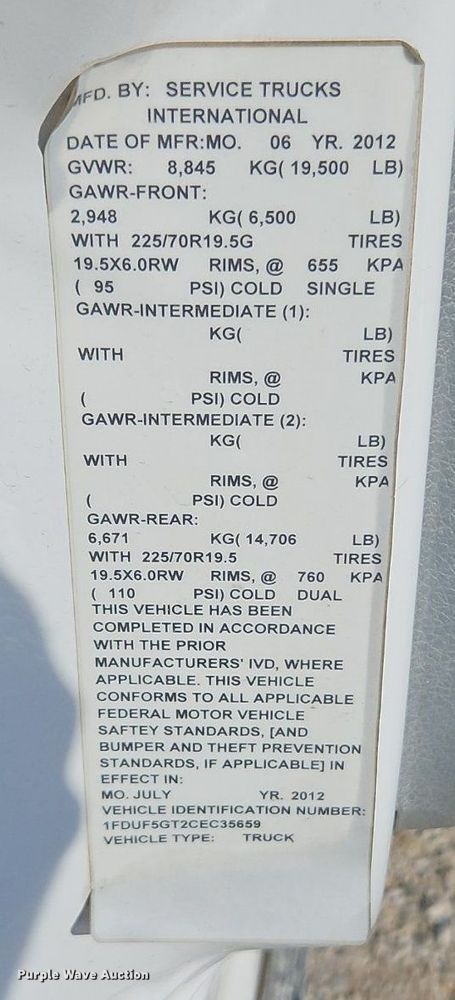 MFD. BY: SERVICE TRUCKS
INTERNATIONAL
DATE OF MFR:MO. 06 YR. 2012
GVWR: 8,845 KG( 19,500 LB)
GAWR-FRONT:
2,948 KG( 6,500 LB)
WITH 225/70R19.5G TIRES
19.5X6.0RW RIMS, @ 655 KPA
( 95 PSI) COLD SINGLE
GAWR-INTERMEDIATE (1):
KG( LB)
WITH TIRES
RIMS, @ KPA
( PSI) COLD
GAWR-INTERMEDIATE (2):
KG( LB)
WITH TIRES
RIMS, @ KPA
( PSI) COLD
GAWR-REAR:
6,671 KG( 14,706 LB)
WITH 225/70R19.5 TIRES
19.5X6.0RW RIMS, @ 760 KPA
( 110 PSI) COLD DUAL
THIS VEHICLE HAS BEEN
COMPLETED IN ACCORDANCE
WITH THE PRIOR
MANUFACTURERS' IVD, WHERE
APPLICABLE. THIS VEHICLE
CONFORMS TO ALL APPLICABLE
FEDERAL MOTOR VEHICLE
SAFTEY STANDARDS, [AND
BUMPER AND THEFT PREVENTION
STANDARDS, IF APPLICABLE] IN
EFFECT IN:
MO. JULY YR. 2012
VEHICLE IDENTIFICATION NUMBER:
1FDUF5GT2CEC35659
VEHICLE TYPE: TRUCK
Purple Wave Auction